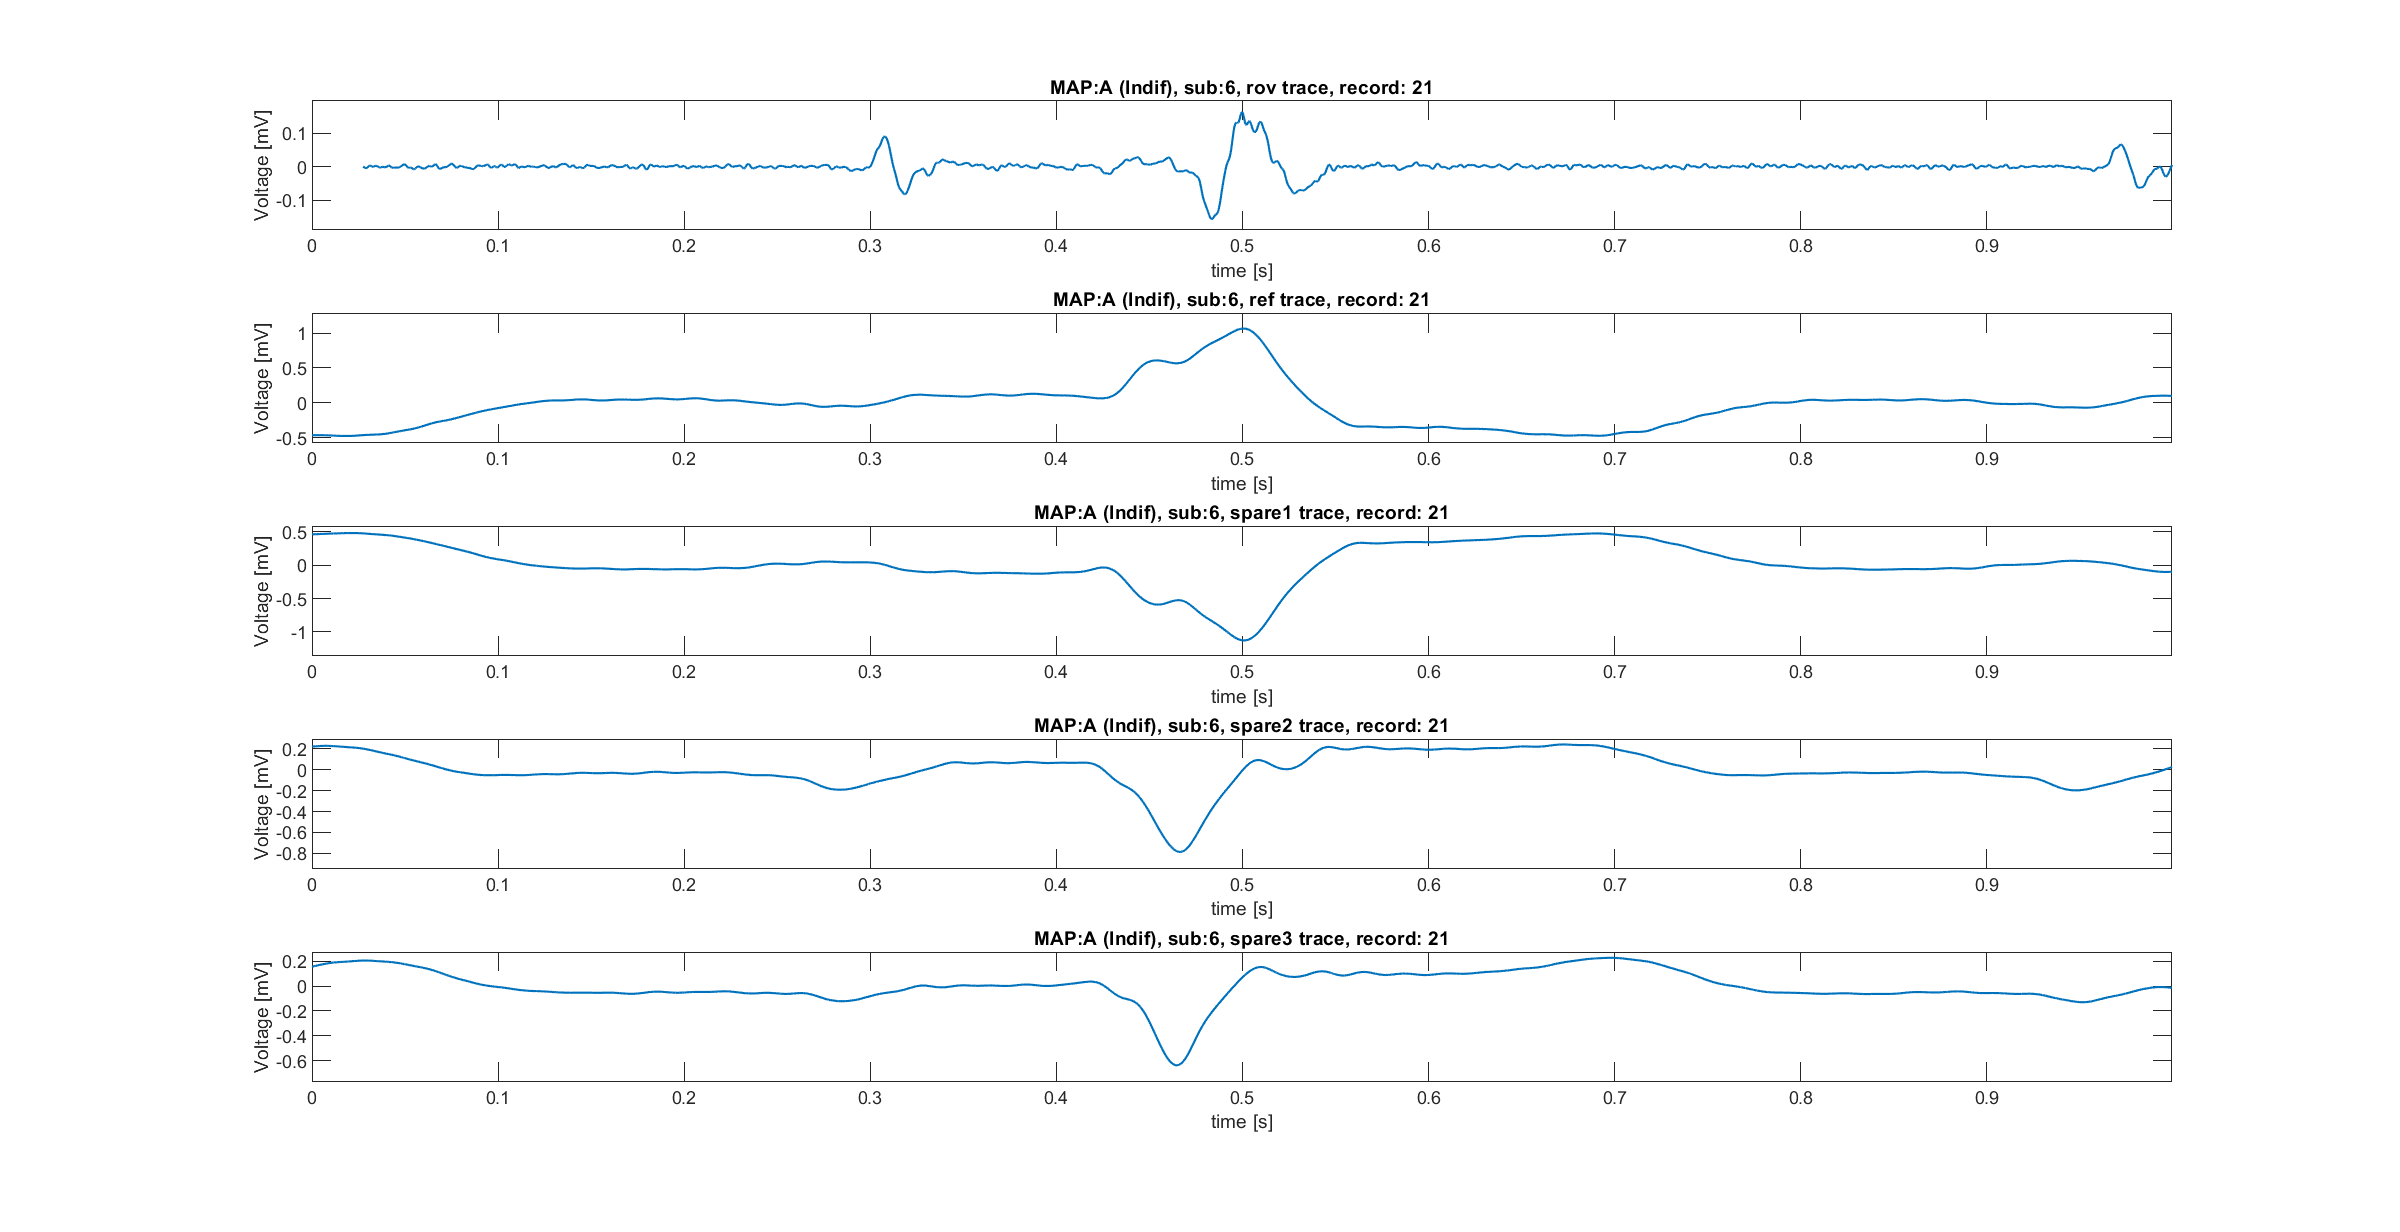 MAP:A (Indif), sub:6, rov trace, record: 21
Voltage [mV]
0.1
0
-0.1
0 0.1 0.2 0.3 0.4 0.5 0.6 0.7 0.8 0.9
time [s]
MAP:A (Indif), sub:6, ref trace, record: 21
Voltage [mV]
1
0.5
0
-0.5
0 0.1 0.2 0.3 0.4 0.5 0.6 0.7 0.8 0.9
time [s]
MAP:A (Indif), sub:6, spare1 trace, record: 21
Voltage [mV]
0.5
0
-0.5
-1
0 0.1 0.2 0.3 0.4 0.5 0.6 0.7 0.8 0.9
time [s]
MAP:A (Indif), sub:6, spare2 trace, record: 21
Voltage [mV]
0.2
0
-0.2
-0.4
-0.6
-0.8
0 0.1 0.2 0.3 0.4 0.5 0.6 0.7 0.8 0.9
time [s]
MAP:A (Indif), sub:6, spare3 trace, record: 21
Voltage [mV]
0.2
0
-0.2
-0.4
-0.6
0 0.1 0.2 0.3 0.4 0.5 0.6 0.7 0.8 0.9
time [s]